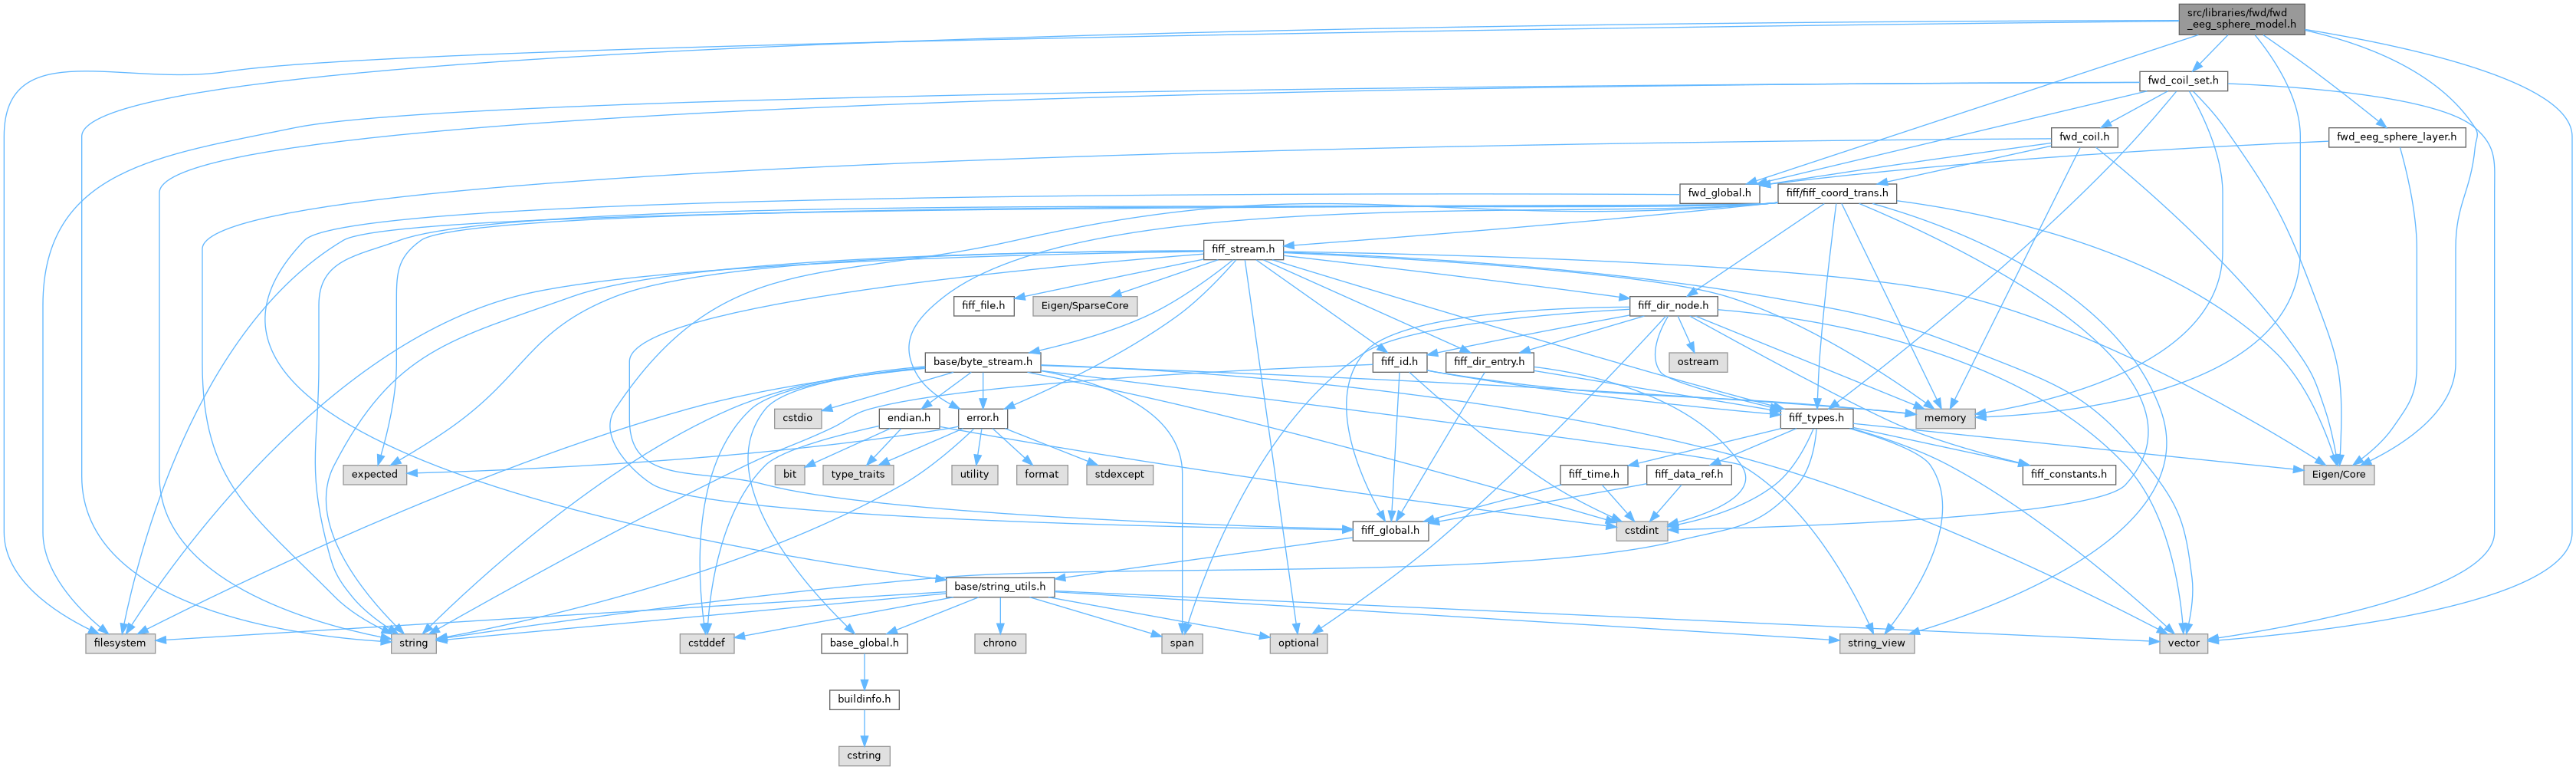 src/libraries/fwd/fwd
_eeg_sphere_model.h
fwd_coil_set.h
fwd_coil.h
fwd_eeg_sphere_layer.h
fwd_global.h
fiff/fiff_coord_trans.h
fiff_stream.h
fiff_file.h
Eigen/SparseCore
fiff_dir_node.h
base/byte_stream.h
fiff_id.h
fiff_dir_entry.h
ostream
cstdio
endian.h
error.h
fiff_types.h
memory
expected
bit
type_traits
utility
format
stdexcept
fiff_time.h
fiff_data_ref.h
fiff_constants.h
Eigen/Core
fiff_global.h
cstdint
base/string_utils.h
filesystem
string
cstddef
base_global.h
chrono
span
optional
string_view
vector
buildinfo.h
cstring